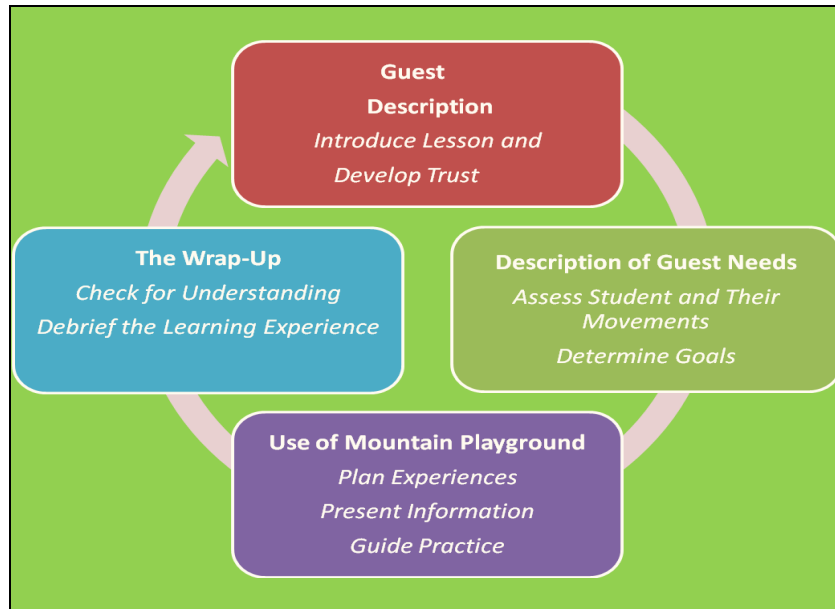 Guest
Description
Introduce Lesson and
Develop Trust
Description of Guest Needs
Assess Student and Their
Movements
Determine Goals
Use of Mountain Playground
Plan Experiences
Present Information
Guide Practice
The Wrap-Up
Check for Understanding
Debrief the Learning Experience